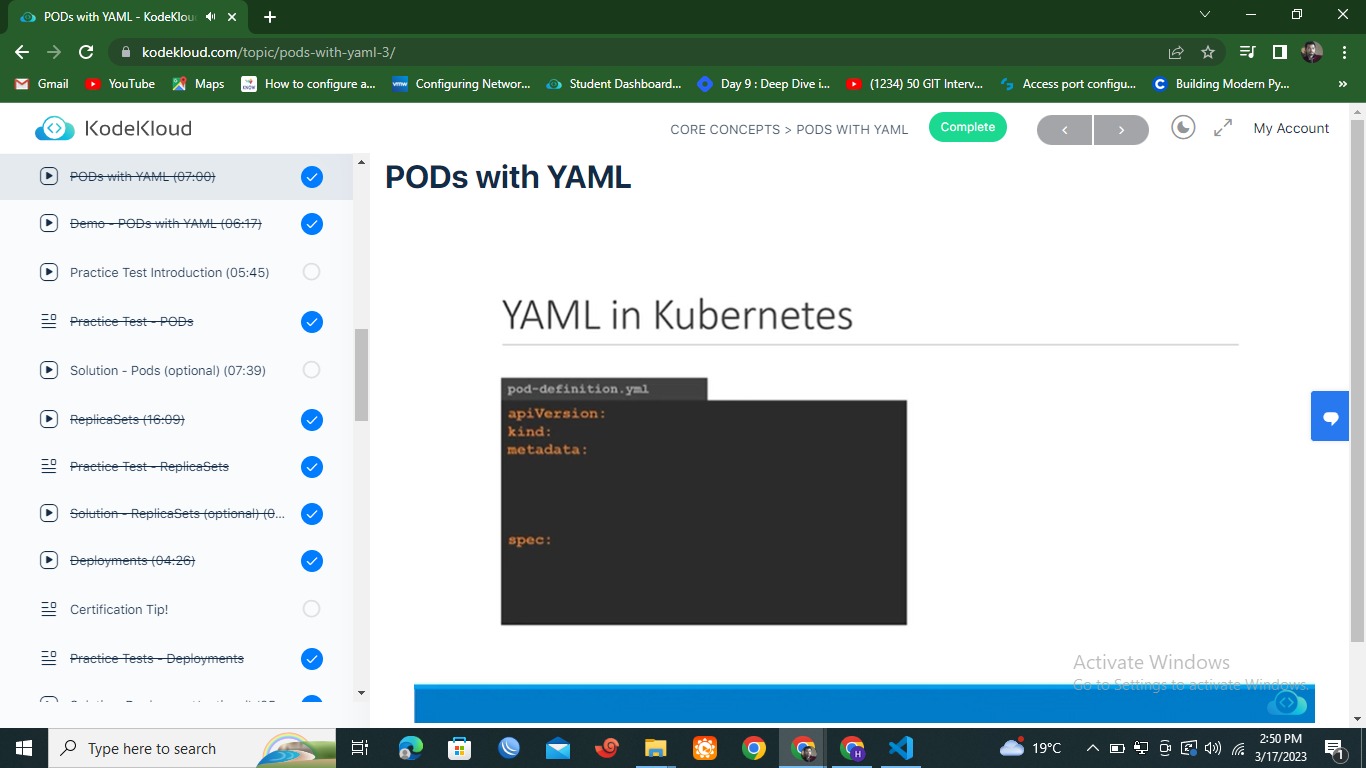 PODs with YAML - KodeKlou
kodekloud.com/topic/pods-with-yaml-3/
Gmail
YouTube
Maps
How to configure a...
Configuring Networ...
Student Dashboard...
Day 9 : Deep Dive i...
(1234) 50 GIT Interv...
Access port configu...
Building Modern Py...
KodeKloud
CORE CONCEPTS > PODS WITH YAML
Complete
My Account
PODs with YAML (07:00)
Demo - PODs with YAML (06:17)
Practice Test Introduction (05:45)
Practice Test - PODs
Solution - Pods (optional) (07:39)
ReplicaSets (16:09)
Practice Test - ReplicaSets
Solution - ReplicaSets (optional) (0...
Deployments (04:26)
Certification Tip!
Practice Tests - Deployments
PODs with YAML
YAML in Kubernetes
pod-definition.yml
apiVersion:
kind:
metadata:
spec:
Activate Windows
Go to Settings to activate Windows.
Type here to search
19°C
2:50 PM
3/17/2023